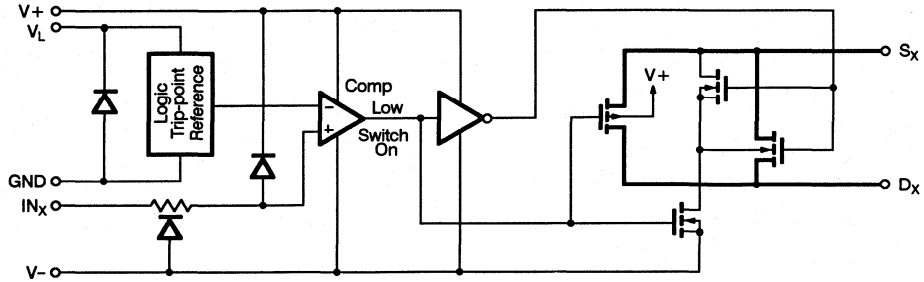 V+
VL
Logic
Trip-point
Reference
GND
INX
V−
−
+
Comp
Low
Switch
On
V+
SX
DX